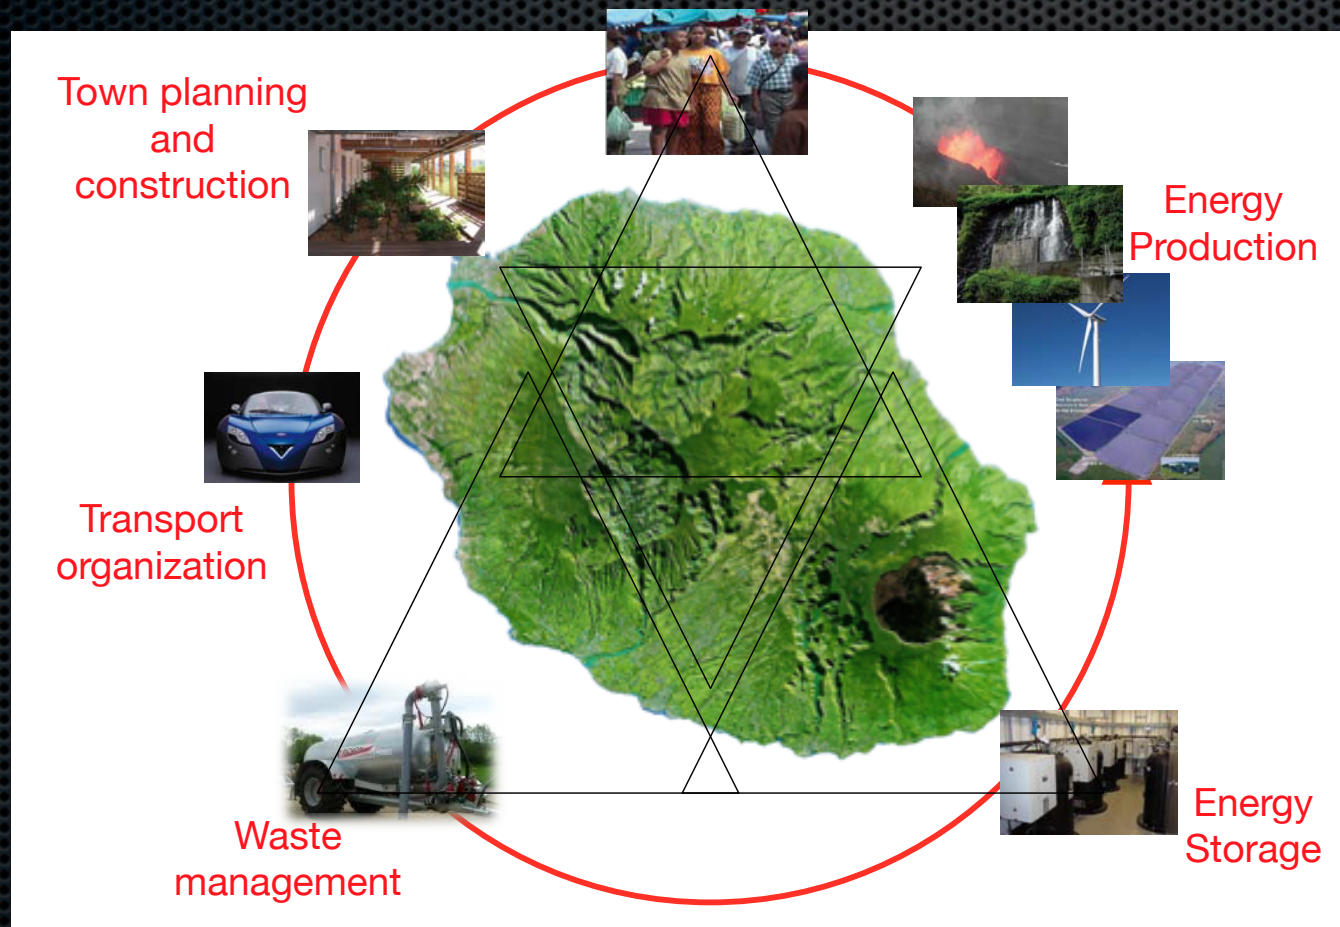 Town planning
and
construction
Energy
Production
Transport
organization
Waste
management
Energy
Storage